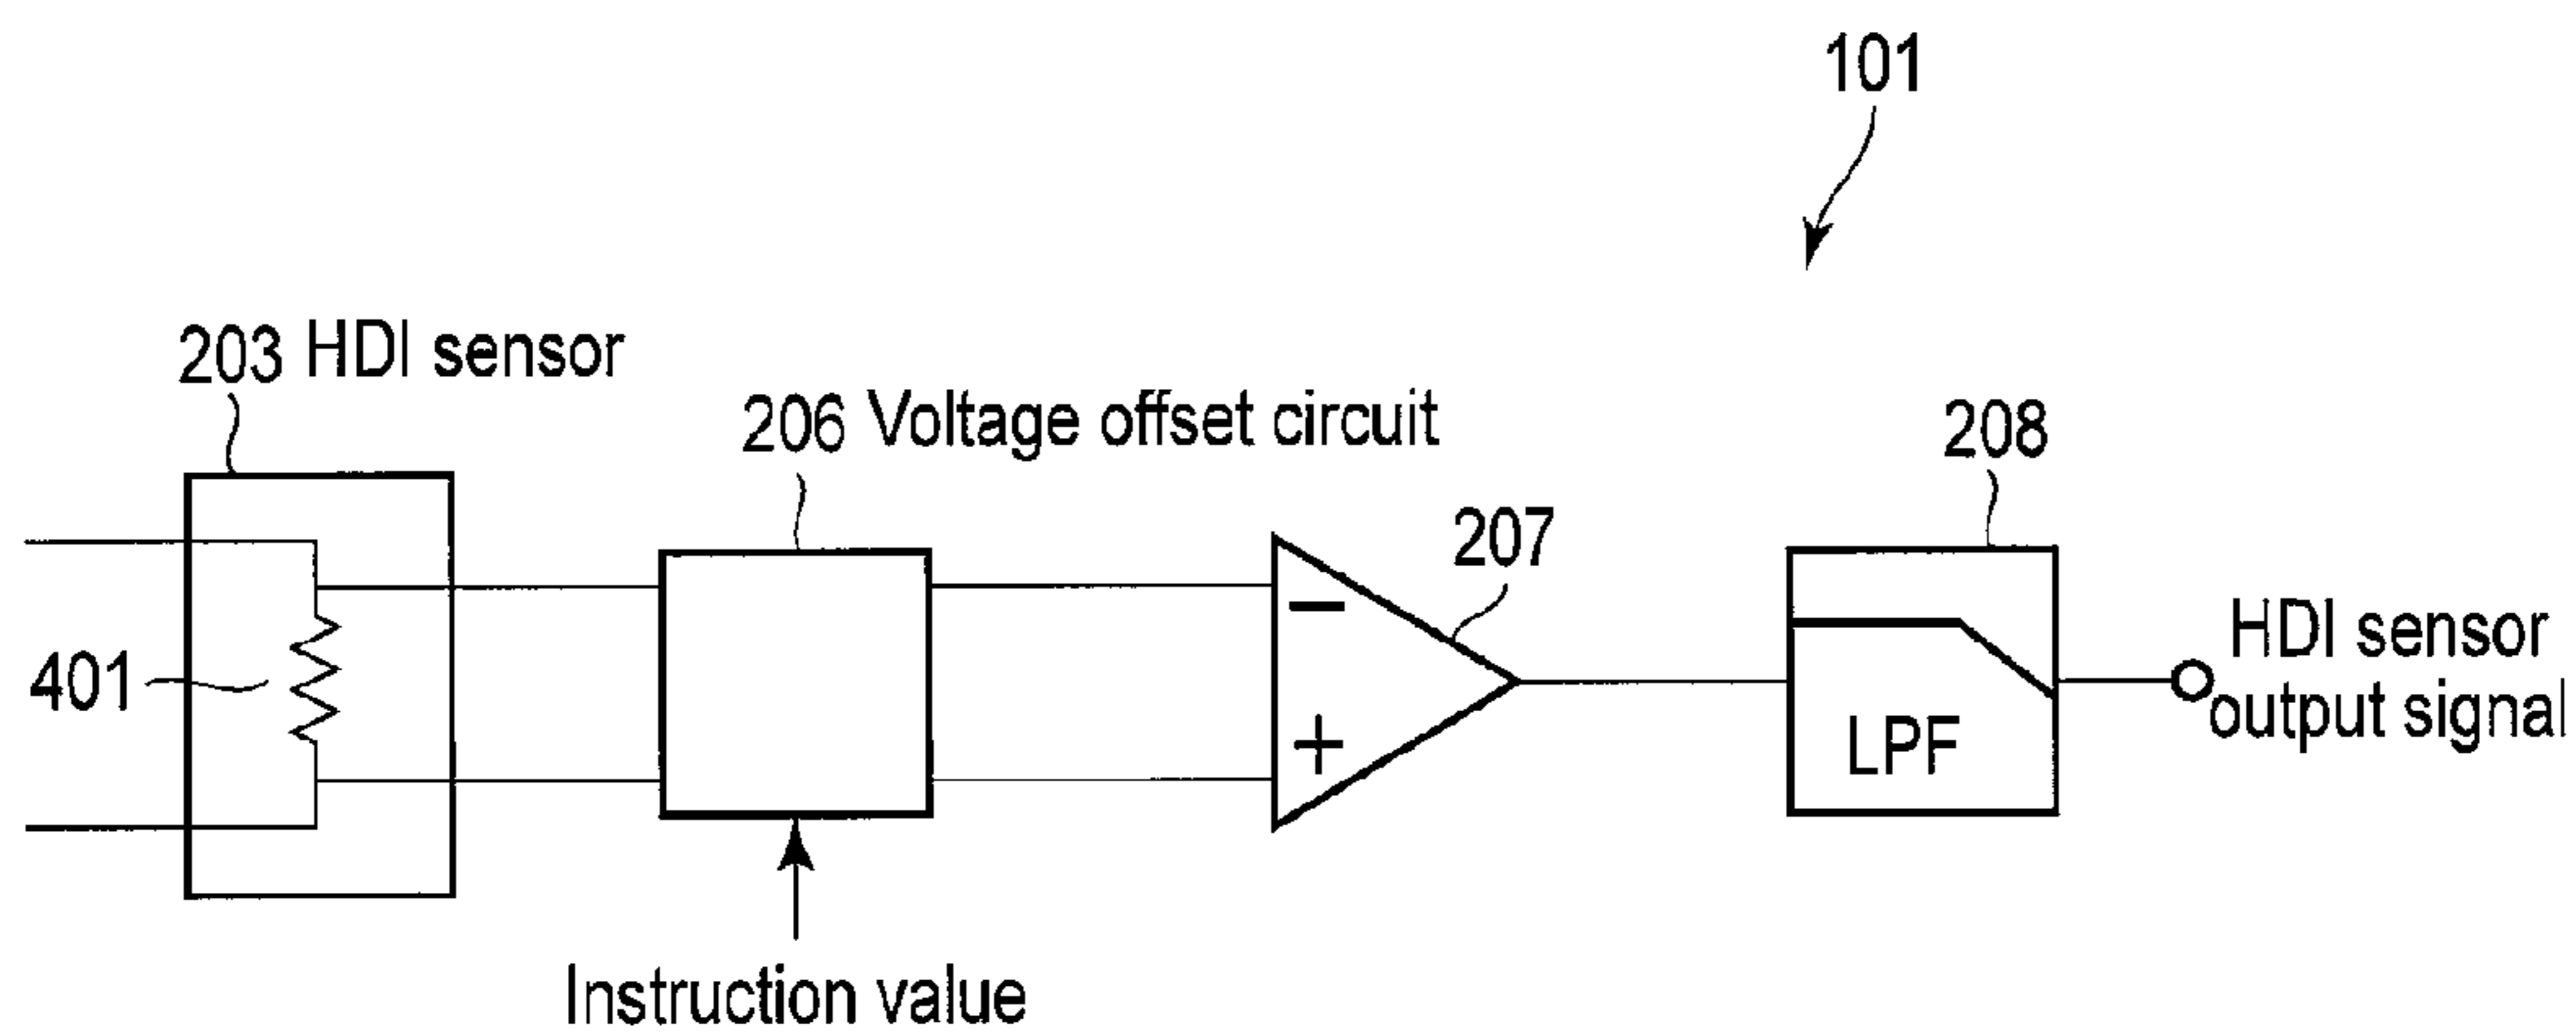 101
203 HDI sensor
206 Voltage offset circuit
208
207
401
−
+
LPF
HDI sensor
output signal
Instruction value